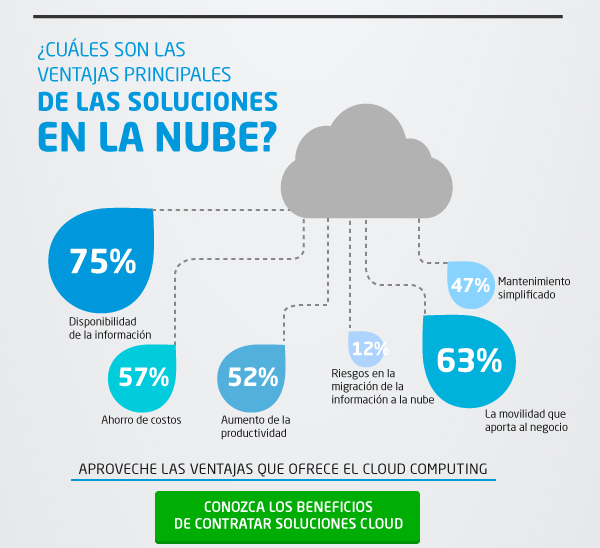 ¿CUÁLES SON LAS
VENTAJAS PRINCIPALES
DE LAS SOLUCIONES
EN LA NUBE?
75%
Disponibilidad
de la información
57%
Ahorro de costos
52%
Aumento de la
productividad
12%
Riesgos en la
migración de la
información a la nube
47%
Mantenimiento
simplificado
63%
La movilidad que
aporta al negocio
APROVECHE LAS VENTAJAS QUE OFRECE EL CLOUD COMPUTING
CONOZCA LOS BENEFICIOS
DE CONTRATAR SOLUCIONES CLOUD